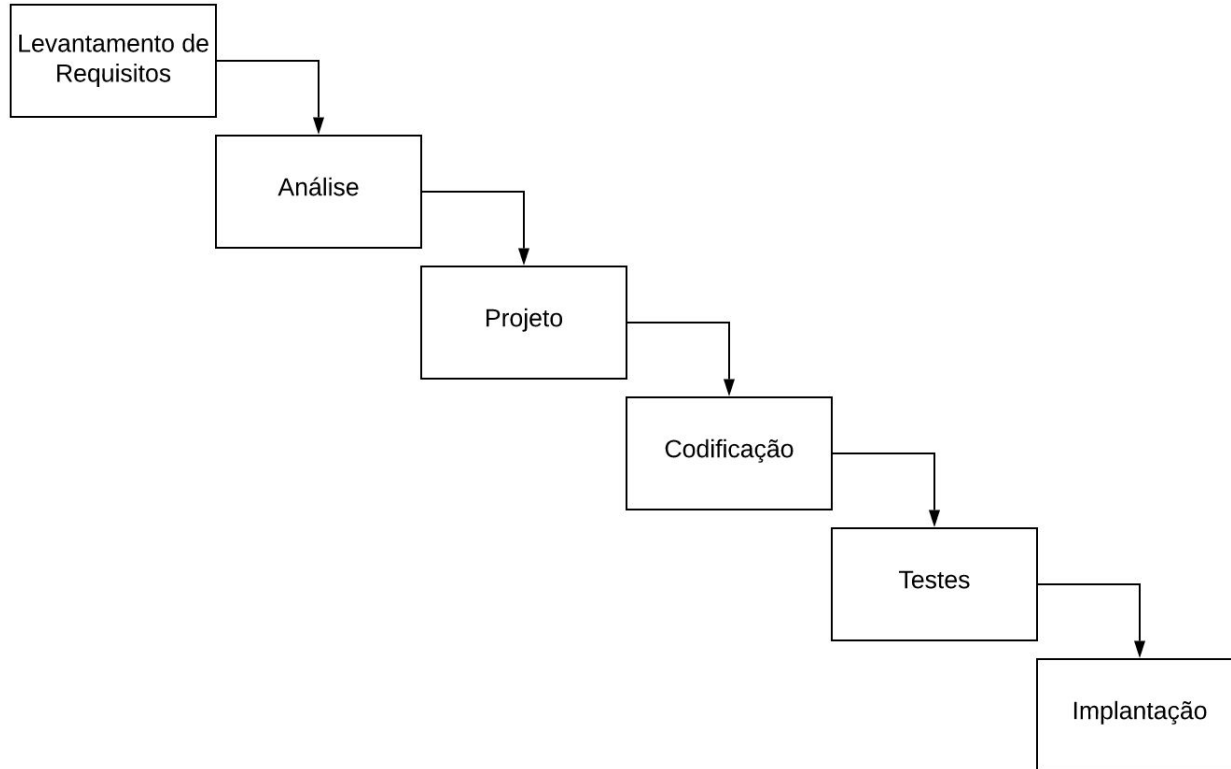 Levantamento de
Requisitos
Análise
Projeto
Codificação
Testes
Implantação